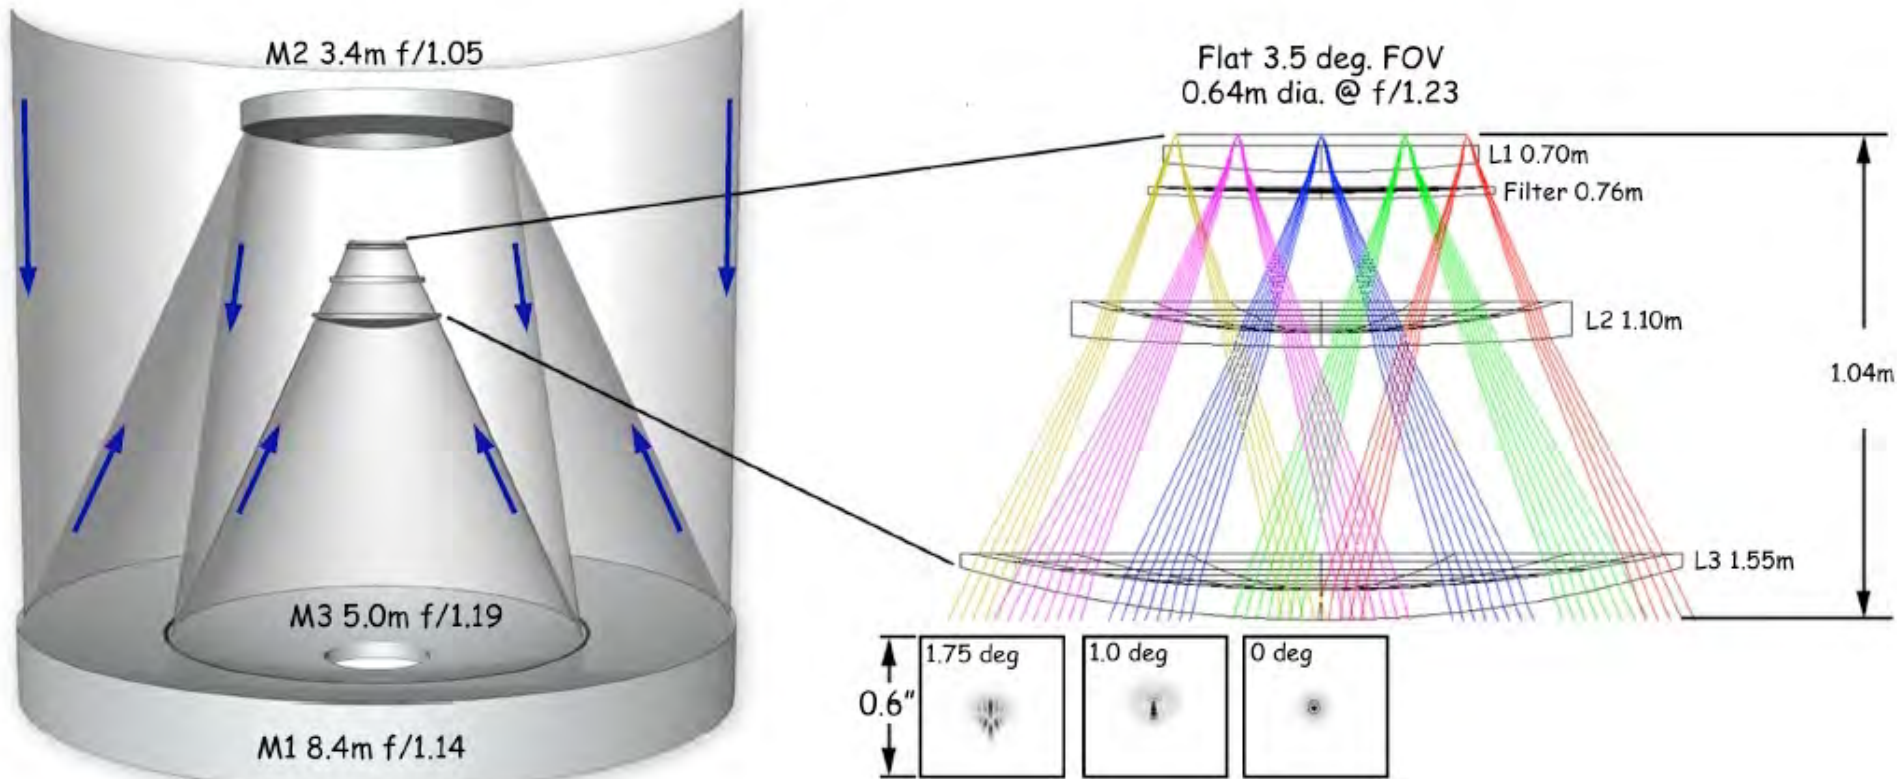 M2 3.4m f/1.05
M3 5.0m f/1.19
M1 8.4m f/1.14
Flat 3.5 deg. FOV
0.64m dia. @ f/1.23
L1 0.70m
Filter 0.76m
L2 1.10m
1.04m
L3 1.55m
0.6”
1.75 deg
1.0 deg
0 deg